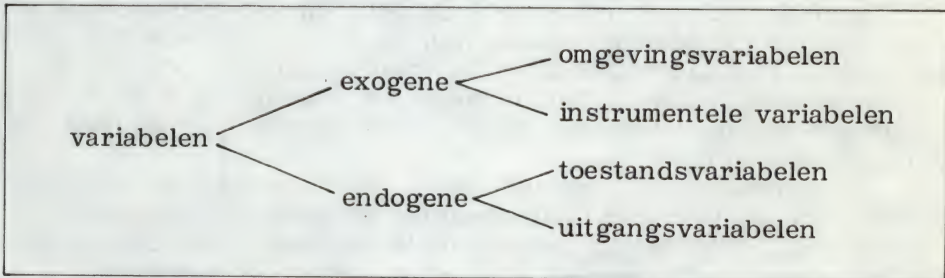 omgevingsvariabelen
exogene
instrumentele variabelen
variabelen
toestandsvariabelen
endogene
uitgangsvariabelen